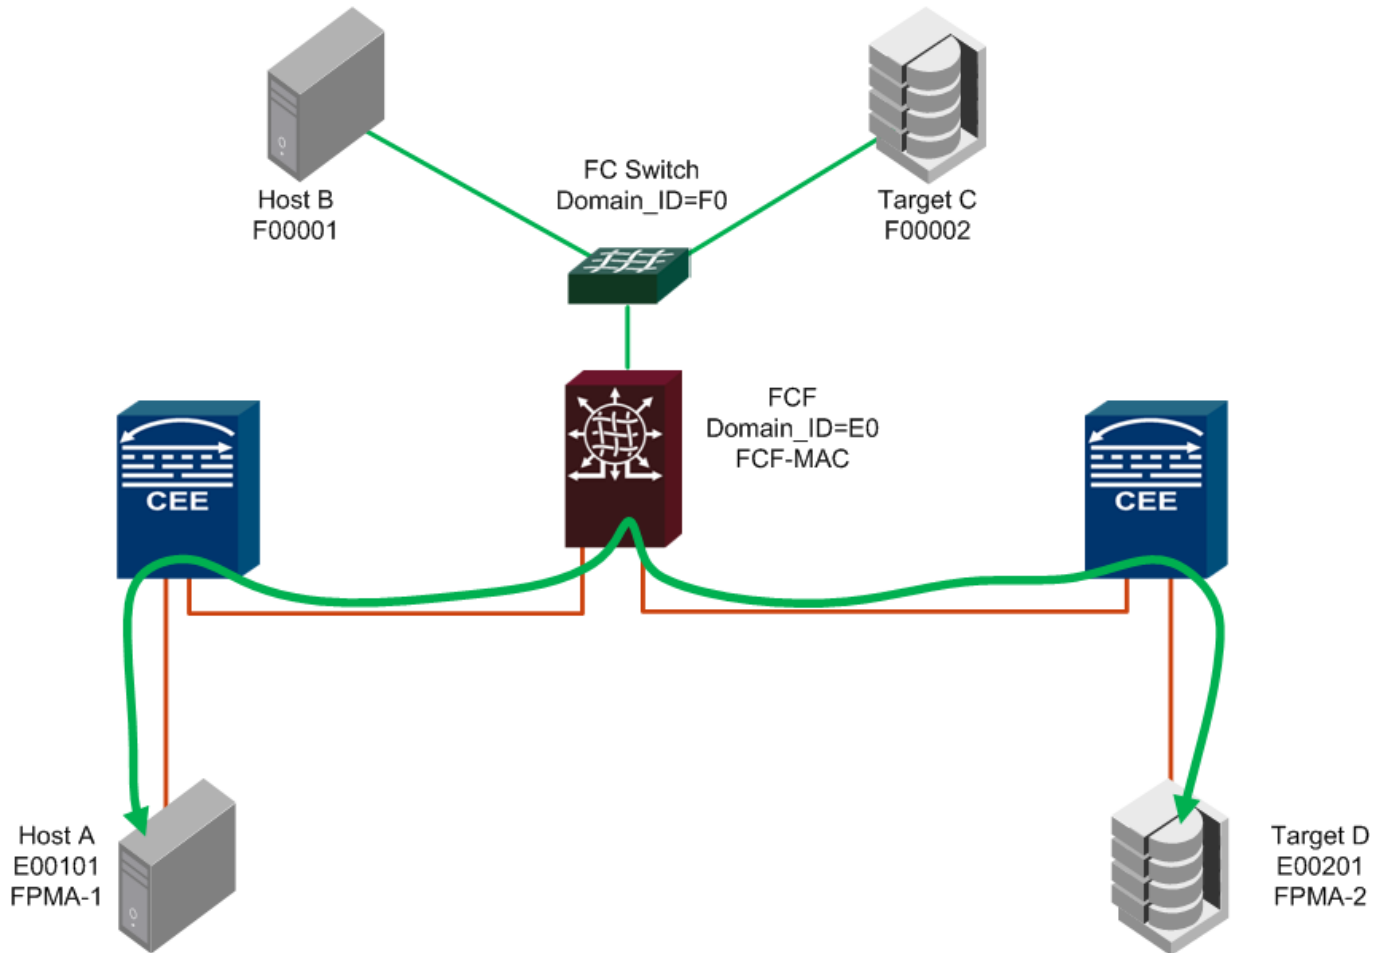 FC Switch
Domain_ID=F0
Host B
F00001
Target C
F00002
FCF
Domain_ID=E0
FCF-MAC
CEE
CEE
Host A
E00101
FPMA-1
Target D
E00201
FPMA-2